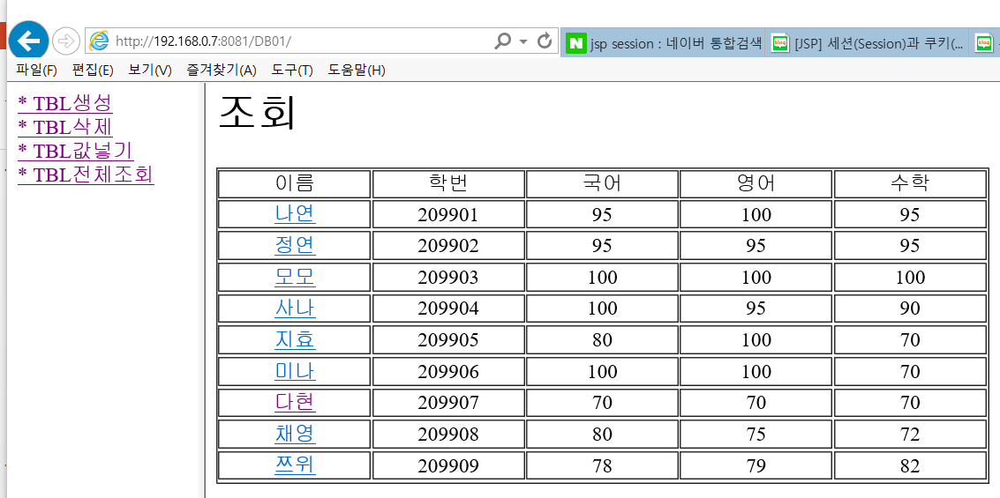 http://192.168.0.7:8081/DB01/
jsp session : 네이버 통합검색
[JSP] 세션(Session)과 쿠키(...
파일(F) 편집(E) 보기(V) 즐겨찾기(A) 도구(T) 도움말(H)
* TBL생성
* TBL삭제
* TBL값넣기
* TBL전체조회
조회
이름 학번 국어 영어 수학
나연 209901 95 100 95
정연 209902 95 95 95
모모 209903 100 100 100
사나 209904 100 95 90
지효 209905 80 100 70
미나 209906 100 100 70
다현 209907 70 70 70
채영 209908 80 75 72
쯔위 209909 78 79 82